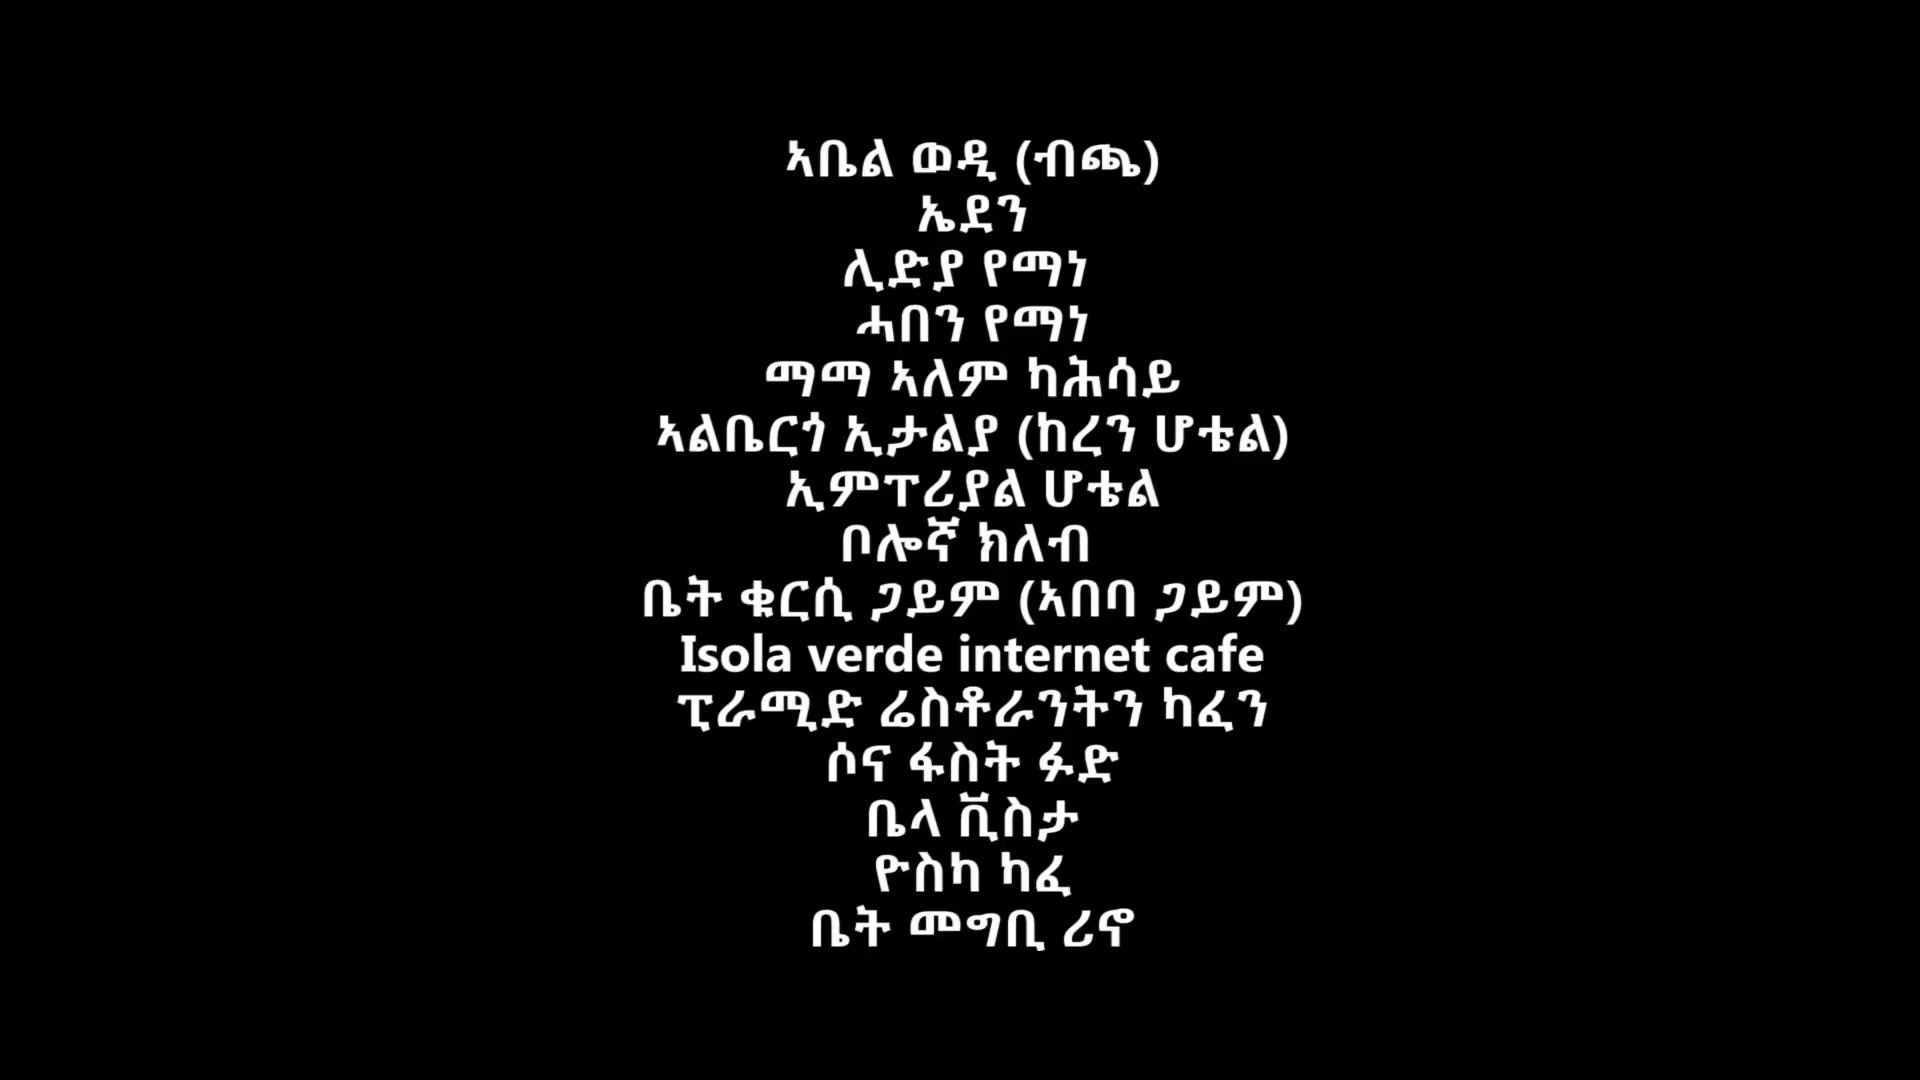 ኣቤል ወዲ (ብጫ)
ኤደን
ሊድያ የማነ
ሓበን የማነ
ማማ ኣለም ካሕሳይ
ኣልቤርጎ ኢታልያ (ከረን ሆቴል)
ኢምፐሪያል ሆቴል
ቦሎኛ ክለብ
ቤት ቁርሲ ጋይም (ኣበባ ጋይም)
Isola verde internet cafe
ፒራሚድ ሬስቶራንትን ካፈን
ሶና ፋስት ፉድ
ቤላ ቪስታ
ዮስካ ካፈ
ቤት መግቢ ሪኖ